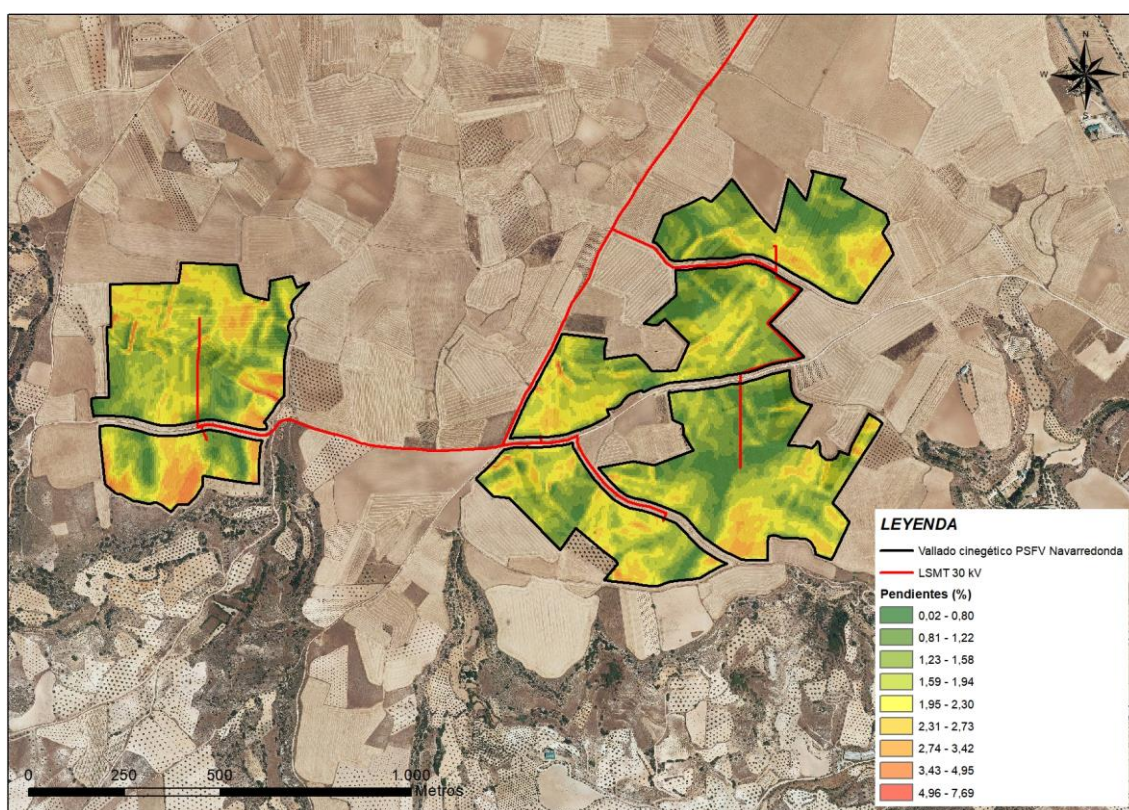 N
W E
S
LEYENDA
Vallado cinegético PSFV Navarredonda
LSMT 30 kV
Pendientes (%)
0,02 - 0,80
0,81 - 1,22
1,23 - 1,58
1,59 - 1,94
1,95 - 2,30
2,31 - 2,73
2,74 - 3,42
3,43 - 4,95
4,96 - 7,69
0 250 500 1.000
Metros